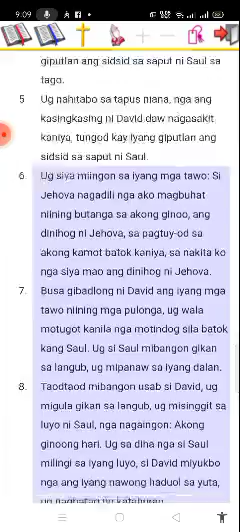 9:09
giputlan ang sidsid sa saput ni Saul sa
tago.
5 Ug nahitabo sa tapus niana, nga ang
kasingkasing ni David daw nagasakit
kaniya, tungod kay iyang giputlan ang
sidsid sa saput ni Saul.
6. Ug siya miingon sa iyang mga tawo: Si
Jehova nagadili nga ako magbuhat
niining butanga sa akong ginoo, ang
dinihog ni Jehova, sa pagtuy-od sa
akong kamot batok kaniya, sa nakita ko
nga siya mao ang dinihog ni Jehova.
7. Busa gibadlong ni David ang iyang mga
tawo niining mga pulonga, ug wala
motugot kanila nga motindog sila batok
kang Saul. Ug si Saul mibangon gikan
sa langub, ug mipanaw sa iyang dalan.
8. Taodtaod mibangon usab si David, ug
migula gikan sa langub, ug misinggit sa
luyo ni Saul, nga nagaingon: Akong
ginoong hari. Ug sa diha nga si Saul
milingi sa iyang luyo, si David miyukbo
nga ang iyang nawong haduol sa yuta,
ug naghatag ug katahuran.